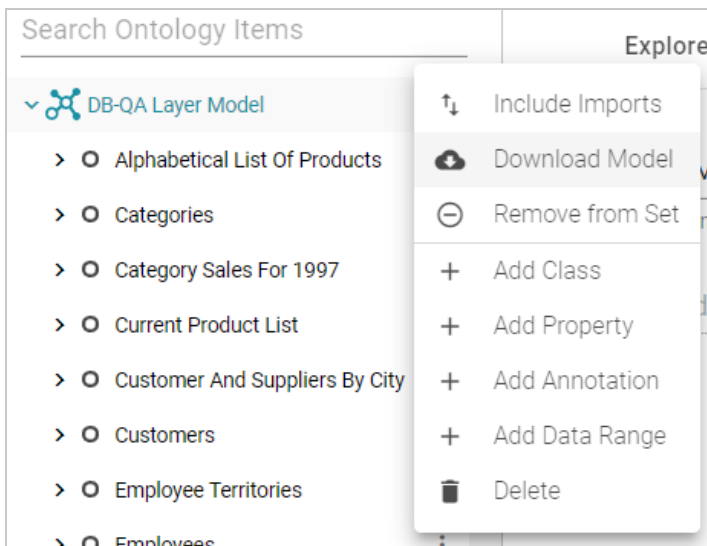 Search Ontology Items
Explore
DB-QA Layer Model
Include Imports
Alphabetical List Of Products
Download Model
Categories
Remove from Set
Category Sales For 1997
Add Class
Current Product List
Add Property
Customer And Suppliers By City
Add Annotation
Customers
Add Data Range
Employee Territories
Delete
Employees